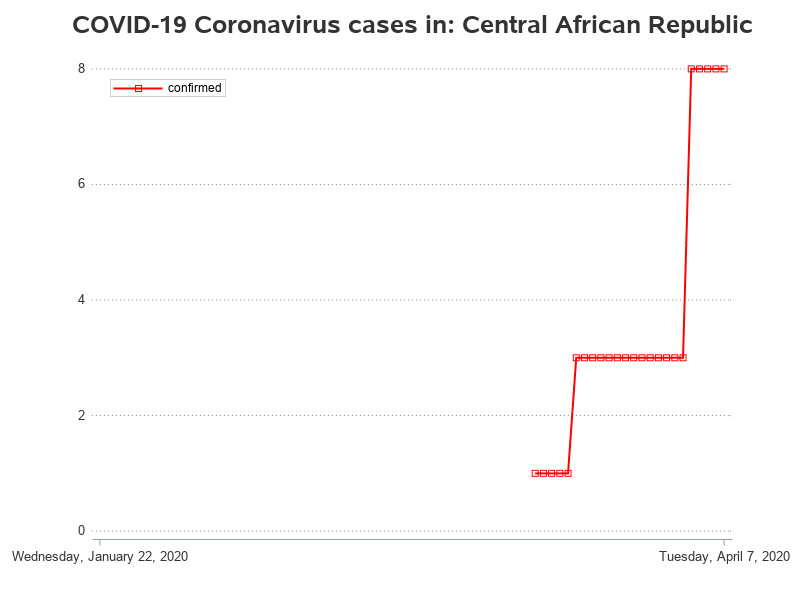 COVID-19 Coronavirus cases in: Central African Republic
8
confirmed
6
4
2
0
Wednesday, January 22, 2020
Tuesday, April 7, 2020